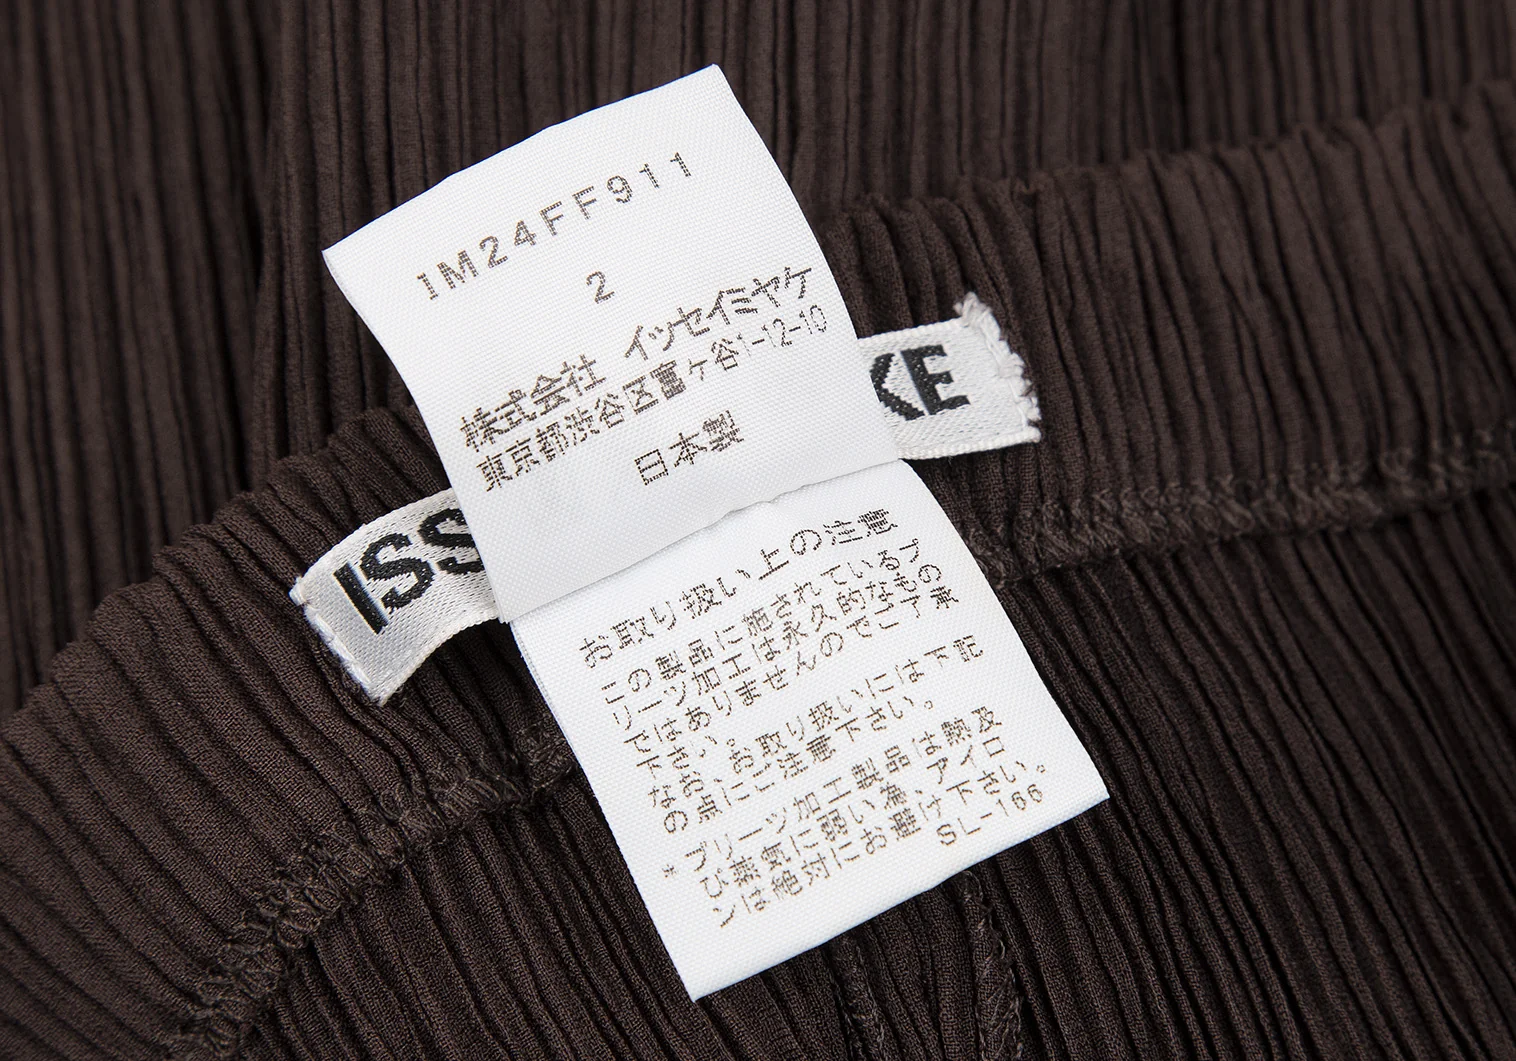 1M24FF911
2
株式会社 イッセイミヤケ
東京都渋谷区富ヶ谷1-12-10
日本製
ISS
KE
お取り扱い上の注意
この製品に施されているプ
リーツ加工は永久的なもの
ではありませんのでご了承
下さい。
なお、お取り扱いには下記
の点にご注意下さい。
* プリーツ加工製品は熱及
び蒸気に弱い為、アイロ
ンは絶対にお避け下さい。
SL-166